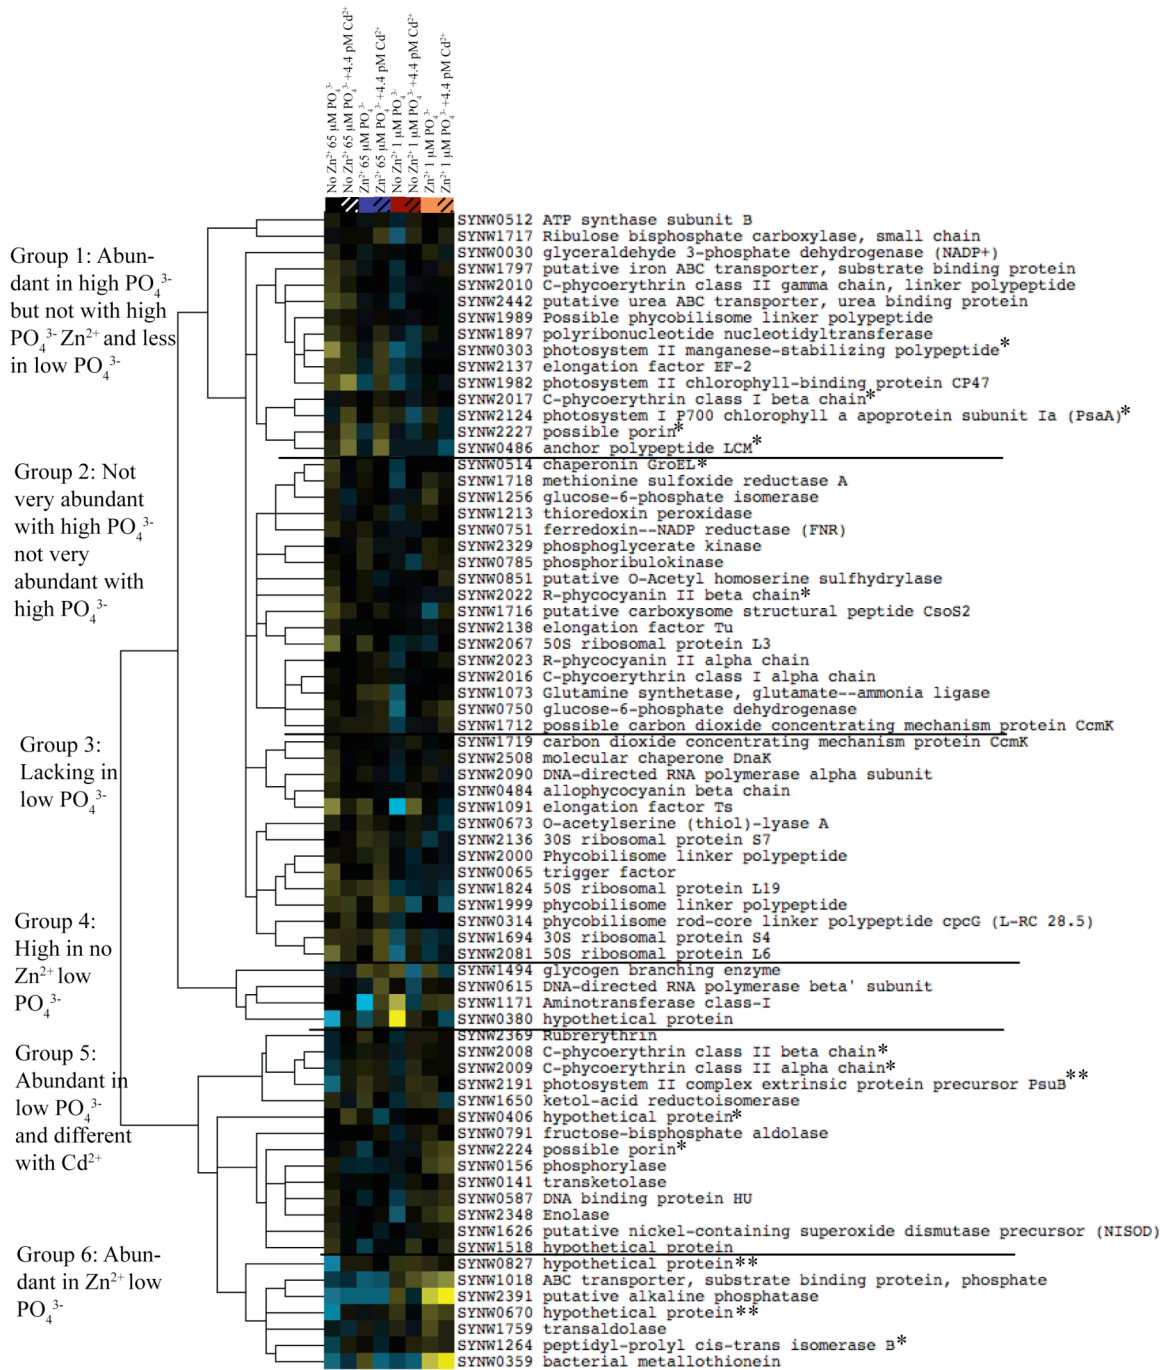 No Zn²⁺ 65 µM PO₄³⁻
No Zn²⁺ 65 µM PO₄³⁻+4.4 pM Cd²⁺
Zn²⁺ 65 µM PO₄³⁻
Zn²⁺ 65 µM PO₄³⁻+4.4 pM Cd²⁺
No Zn²⁺ 1 µM PO₄³⁻
No Zn²⁺ 1 µM PO₄³⁻+4.4 pM Cd²⁺
Zn²⁺ 1 µM PO₄³⁻
Zn²⁺ 1 µM PO₄³⁻+4.4 pM Cd²⁺
Group 1: Abun-
dant in high PO₄³⁻
but not with high
PO₄³⁻ Zn²⁺ and less
in low PO₄³⁻
Group 2: Not
very abundant
with high PO₄³⁻
not very
abundant with
high PO₄³⁻
Group 3:
Lacking in
low PO₄³⁻
Group 4:
High in no
Zn²⁺ low
PO₄³⁻
Group 5:
Abundant in
low PO₄³⁻
and different
with Cd²⁺
Group 6: Abun-
dant in Zn²⁺ low
PO₄³⁻
SYNW0512 ATP synthase subunit B
SYNW1717 Ribulose bisphosphate carboxylase, small chain
SYNW0030 glyceraldehyde 3-phosphate dehydrogenase (NADP+)
SYNW1797 putative iron ABC transporter, substrate binding protein
SYNW2010 C-phycoerythrin class II gamma chain, linker polypeptide
SYNW2442 putative urea ABC transporter, urea binding protein
SYNW1989 Possible phycobilisome linker polypeptide
SYNW1897 polyribonucleotide nucleotidyltransferase
SYNW0303 photosystem II manganese-stabilizing polypeptide*
SYNW2137 elongation factor EF-2
SYNW1982 photosystem II chlorophyll-binding protein CP47
SYNW2017 C-phycoerythrin class I beta chain*
SYNW2124 photosystem I P700 chlorophyll a apoprotein subunit Ia (PsaA)*
SYNW2227 possible porin*
SYNW0486 anchor polypeptide LCM*
SYNW0514 chaperonin GroEL*
SYNW1718 methionine sulfoxide reductase A
SYNW1256 glucose-6-phosphate isomerase
SYNW1213 thioredoxin peroxidase
SYNW0751 ferredoxin--NADP reductase (FNR)
SYNW2329 phosphoglycerate kinase
SYNW0785 phosphoribulokinase
SYNW0851 putative O-Acetyl homoserine sulfhydrylase
SYNW2022 R-phycocyanin II beta chain*
SYNW1716 putative carboxysome structural peptide CsoS2
SYNW2138 elongation factor Tu
SYNW2067 50S ribosomal protein L3
SYNW2023 R-phycocyanin II alpha chain
SYNW2016 C-phycoerythrin class I alpha chain
SYNW1073 Glutamine synthetase, glutamate--ammonia ligase
SYNW0750 glucose-6-phosphate dehydrogenase
SYNW1712 possible carbon dioxide concentrating mechanism protein CcmK
SYNW1719 carbon dioxide concentrating mechanism protein CcmK
SYNW2508 molecular chaperone DnaK
SYNW2090 DNA-directed RNA polymerase alpha subunit
SYNW0484 allophycocyanin beta chain
SYNW1091 elongation factor Ts
SYNW0673 O-acetylserine (thiol)-lyase A
SYNW2136 30S ribosomal protein S7
SYNW2000 Phycobilisome linker polypeptide
SYNW0065 trigger factor
SYNW1824 50S ribosomal protein L19
SYNW1999 phycobilisome linker polypeptide
SYNW0314 phycobilisome rod-core linker polypeptide cpcG (L-RC 28.5)
SYNW1694 30S ribosomal protein S4
SYNW2081 50S ribosomal protein L6
SYNW1494 glycogen branching enzyme
SYNW0615 DNA-directed RNA polymerase beta' subunit
SYNW1171 Aminotransferase class-I
SYNW0380 hypothetical protein
SYNW2369 Rubrerythrin
SYNW2008 C-phycoerythrin class II beta chain*
SYNW2009 C-phycoerythrin class II alpha chain*
SYNW2191 photosystem II complex extrinsic protein precursor PsuB**
SYNW1650 ketol-acid reductoisomerase
SYNW0406 hypothetical protein*
SYNW0791 fructose-bisphosphate aldolase
SYNW2224 possible porin*
SYNW0156 phosphorylase
SYNW0141 transketolase
SYNW0587 DNA binding protein HU
SYNW2348 Enolase
SYNW1626 putative nickel-containing superoxide dismutase precursor (NISOD)
SYNW1518 hypothetical protein
SYNW0827 hypothetical protein**
SYNW1018 ABC transporter, substrate binding protein, phosphate
SYNW2391 putative alkaline phosphatase
SYNW0670 hypothetical protein**
SYNW1759 transaldolase
SYNW1264 peptidyl-prolyl cis-trans isomerase B*
SYNW0359 bacterial metallothionein